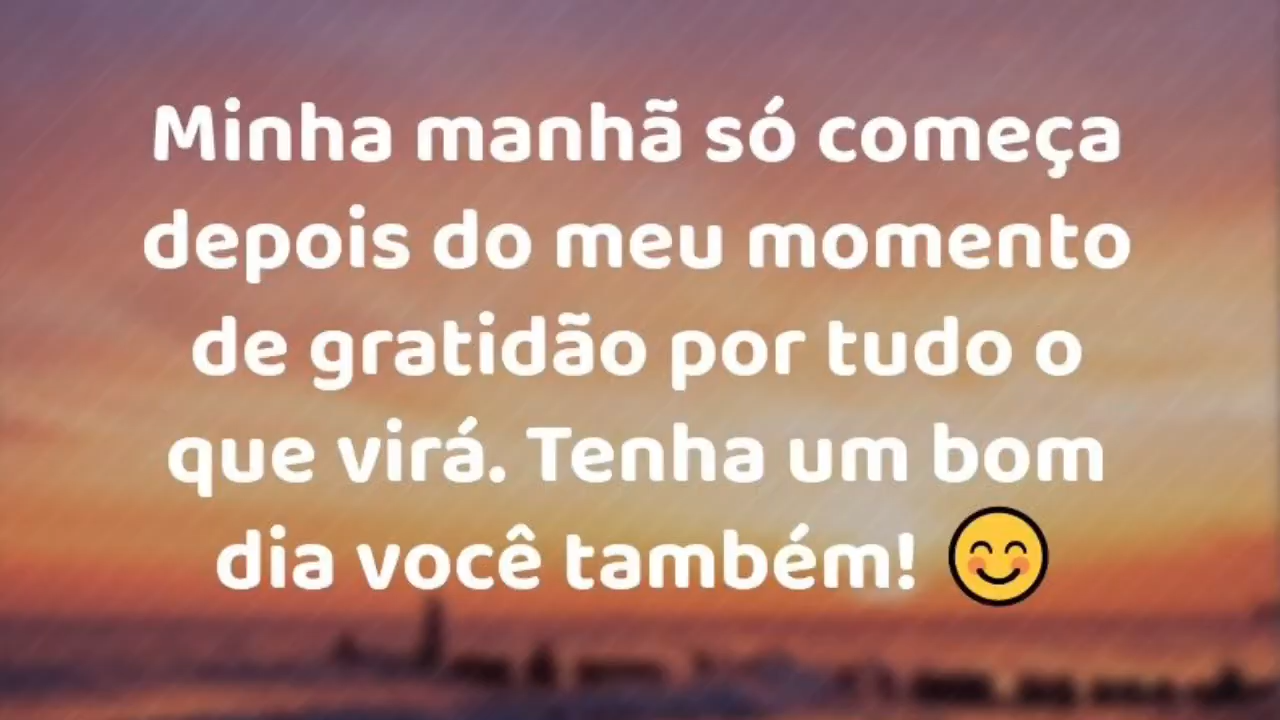 Minha manhã só começa
depois do meu momento
de gratidão por tudo o
que virá. Tenha um bom
dia você também! 😊